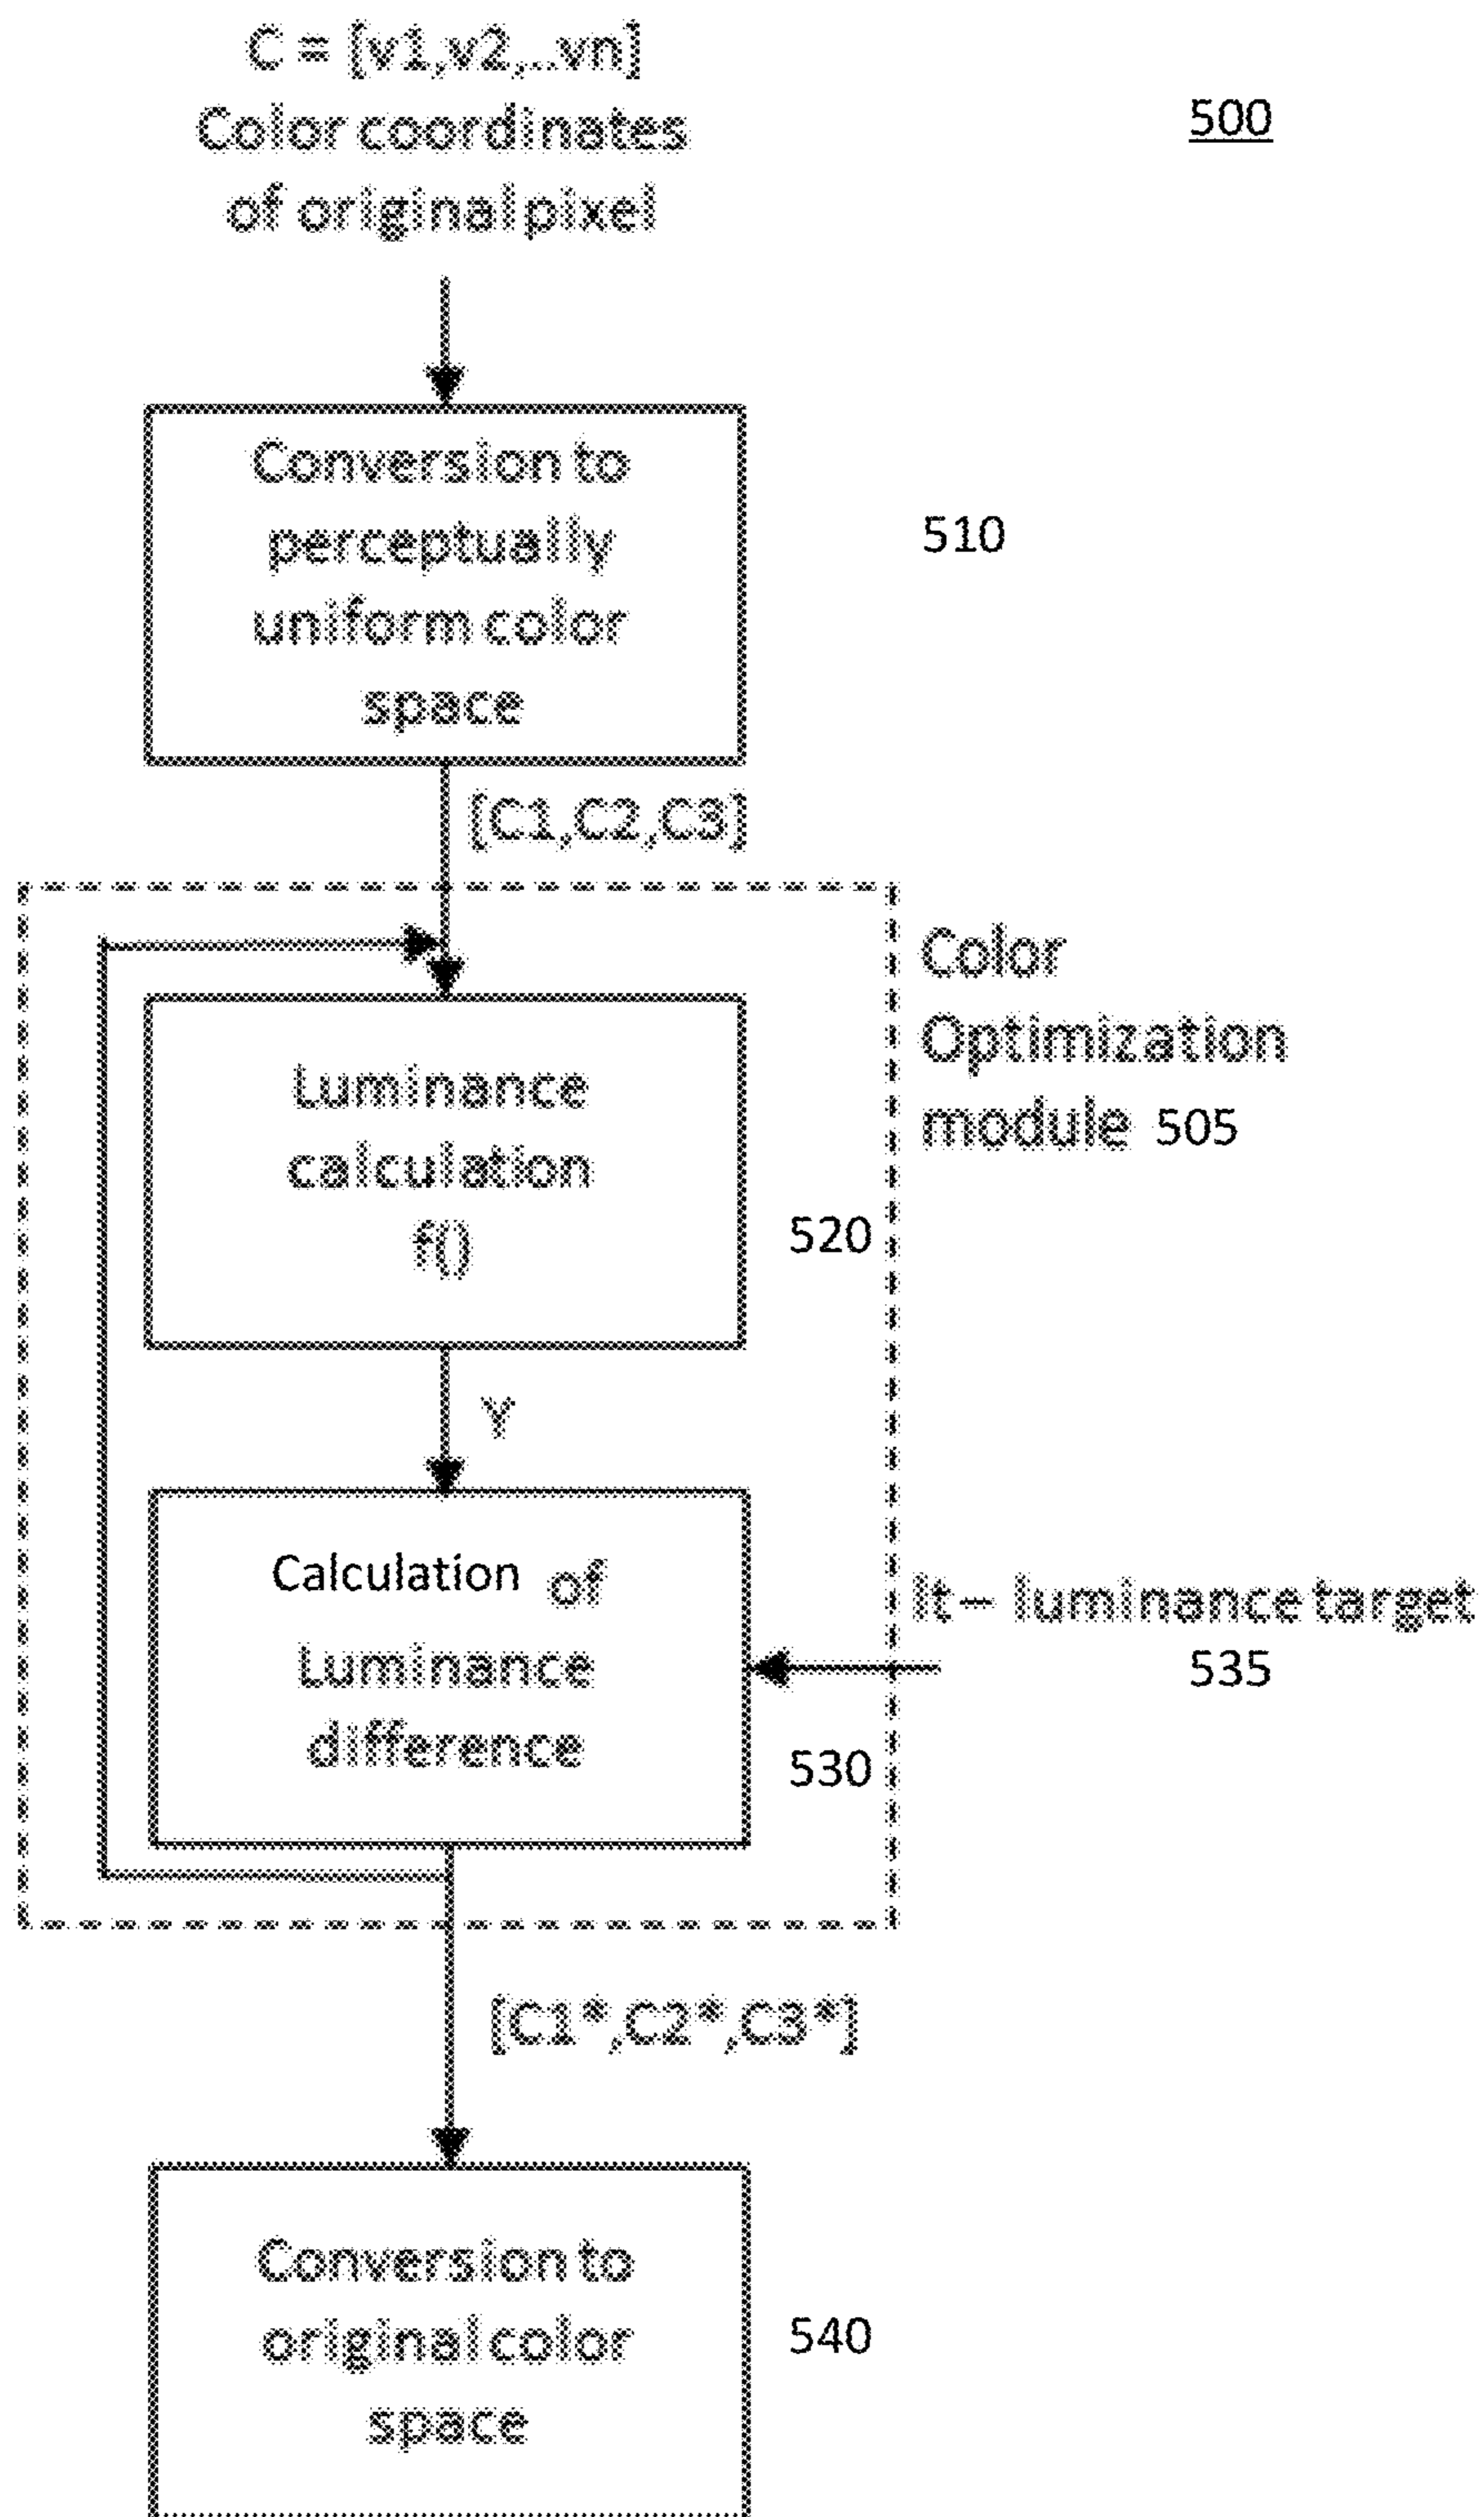 C = [v1,v2,...vn]
Color coordinates
of original pixel
500
Conversion to
perceptually
uniform color
space
510
[C1,C2,C3]
Color
Optimization
module 505
Luminance
calculation
f()
520
Y
Calculation of
Luminance
difference
530
lt – luminance target
535
[C1*,C2*,C3*]
Conversion to
original color
space
540